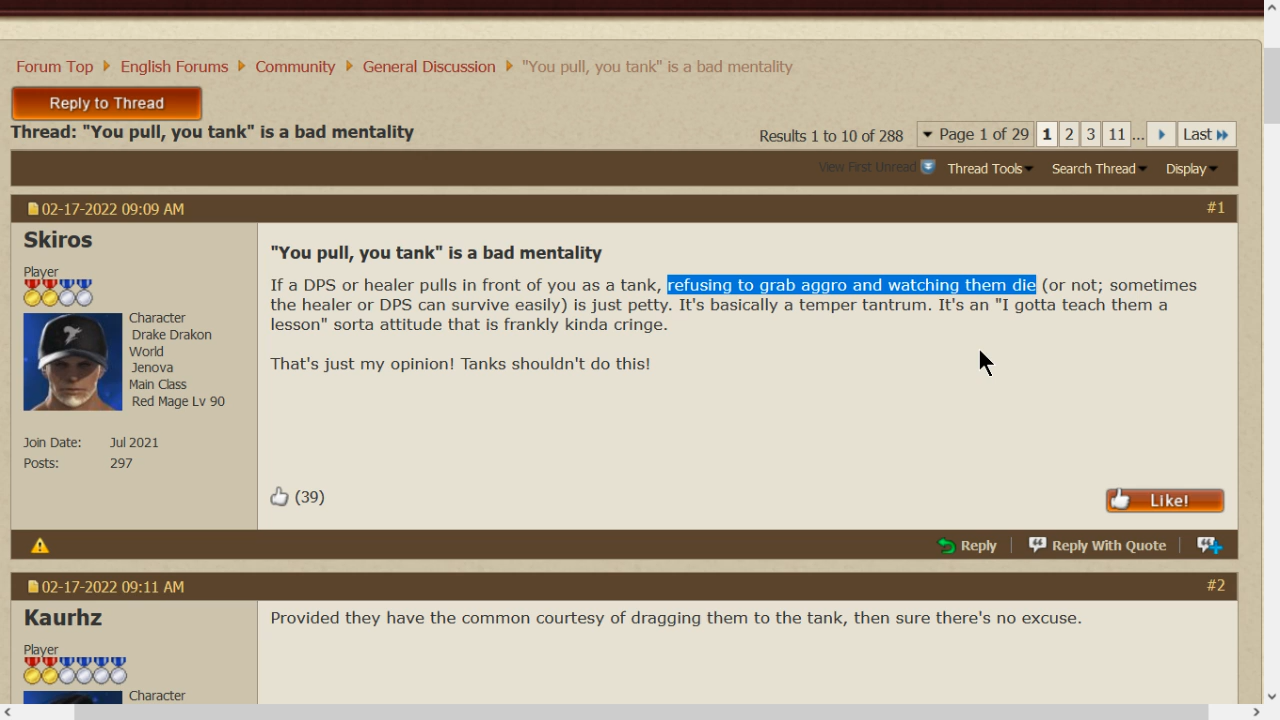 Forum Top English Forums Community General Discussion "You pull, you tank" is a bad mentality
Reply to Thread
Thread: "You pull, you tank" is a bad mentality
Results 1 to 10 of 288 Page 1 of 29 1 2 3 11 ... Last
View First Unread Thread Tools Search Thread Display
02-17-2022 09:09 AM #1
Skiros
Player
Character
Drake Drakon
World
Jenova
Main Class
Red Mage Lv 90
Join Date: Jul 2021
Posts: 297
"You pull, you tank" is a bad mentality
If a DPS or healer pulls in front of you as a tank, refusing to grab aggro and watching them die (or not; sometimes
the healer or DPS can survive easily) is just petty. It's basically a temper tantrum. It's an "I gotta teach them a
lesson" sorta attitude that is frankly kinda cringe.
That's just my opinion! Tanks shouldn't do this!
(39) Like!
Reply Reply With Quote
02-17-2022 09:11 AM #2
Kaurhz
Player
Character
Provided they have the common courtesy of dragging them to the tank, then sure there's no excuse.